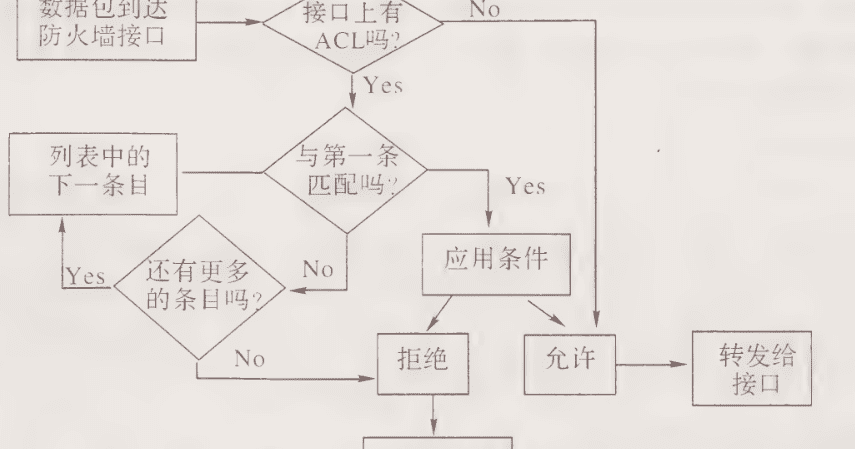 数据包到达
防火墙接口
接口上有
ACL吗?
No
Yes
列表中的
下一条目
与第一条
匹配吗?
Yes
还有更多
的条目吗?
Yes
No
应用条件
No
拒绝
允许
转发给
接口